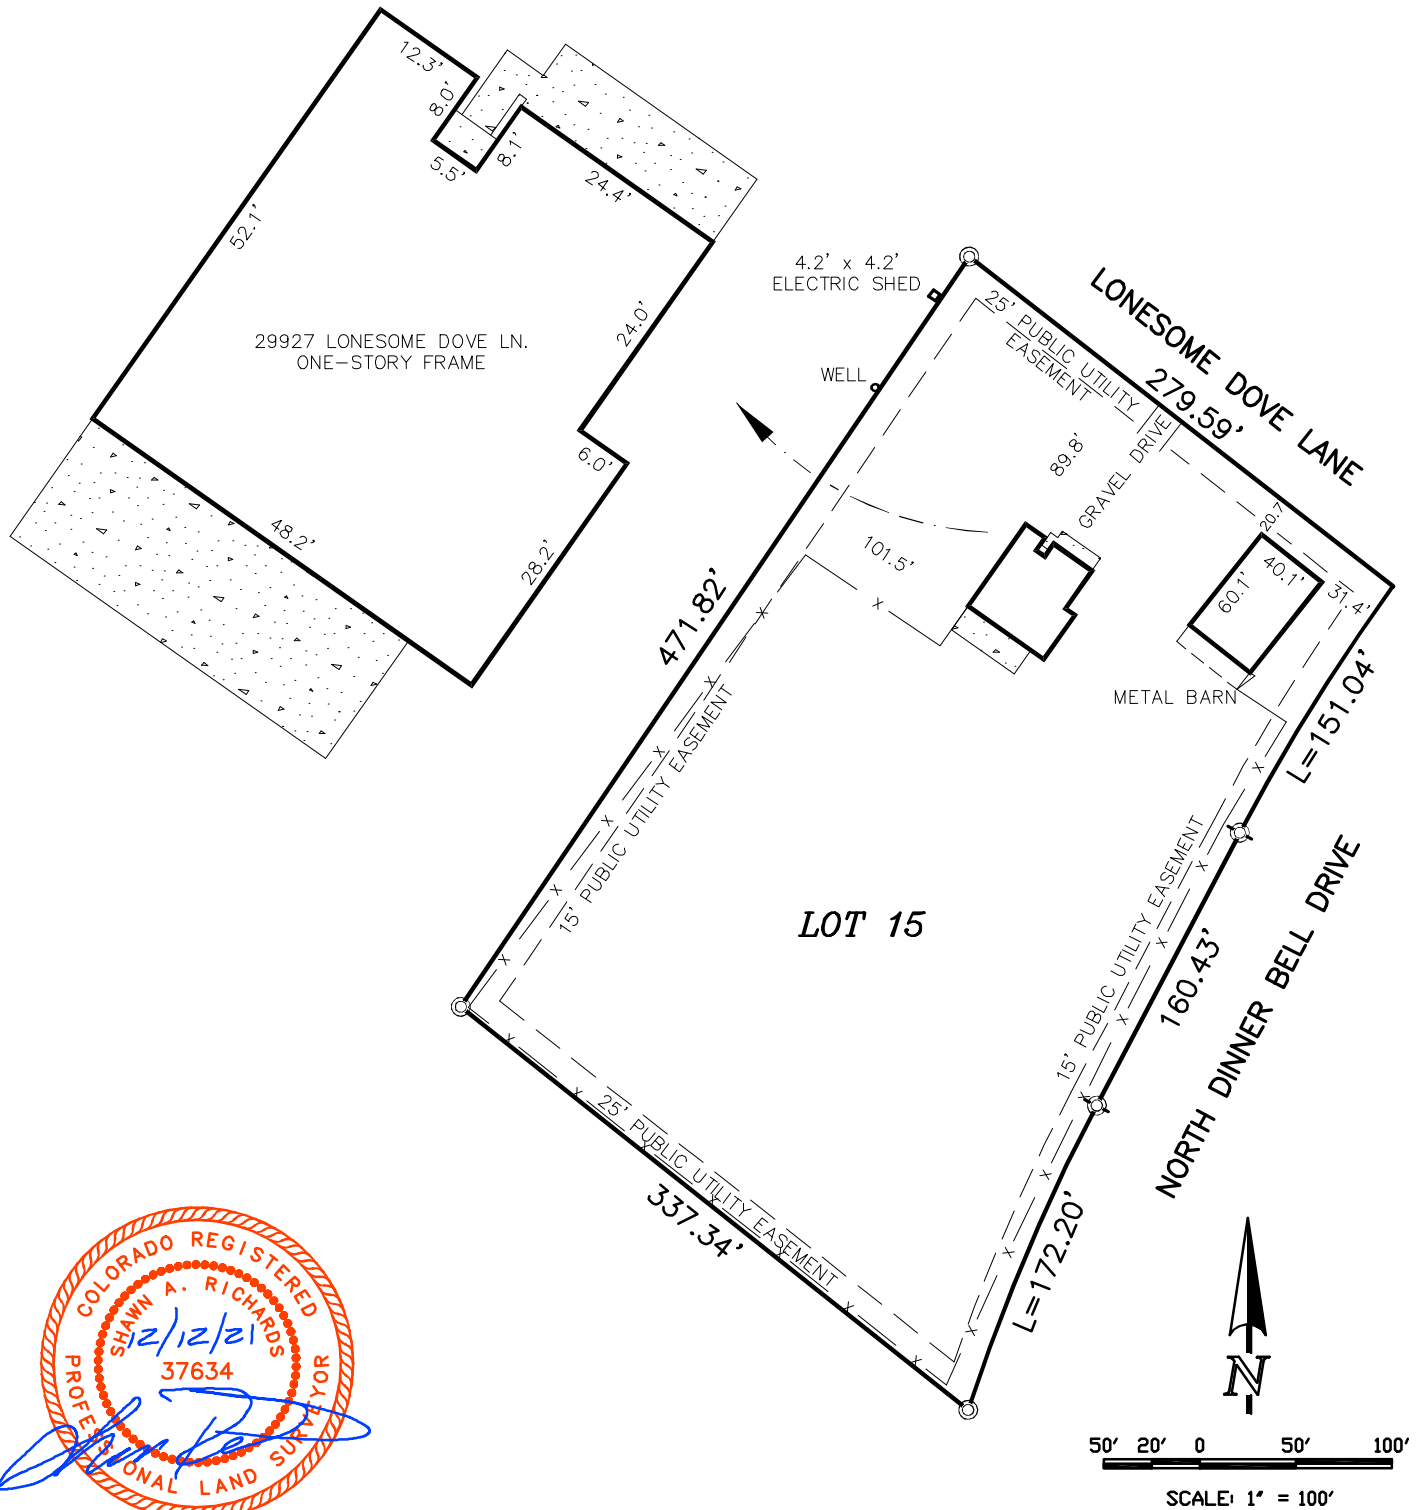 12.3'
8.0'
5.5'
8.1'
24.4'
52.1'
29927 LONESOME DOVE LN.
ONE-STORY FRAME
24.0'
6.0'
48.2'
28.2'
4.2' x 4.2'
ELECTRIC SHED
WELL
25' PUBLIC UTILITY
EASEMENT
LONESOME DOVE LANE
279.59'
89.8'
GRAVEL DRIVE
101.5'
20.7
40.1'
60.1'
31.4'
METAL BARN
471.82'
15' PUBLIC UTILITY EASEMENT
L=151.04'
LOT 15
15' PUBLIC UTILITY EASEMENT
160.43'
NORTH DINNER BELL DRIVE
25' PUBLIC UTILITY EASEMENT
337.34'
L=172.20'
COLORADO REGISTERED
SHAWN A. RICHARDS
12/12/21
37634
PROFESSIONAL LAND SURVEYOR
N
50' 20' 0 50' 100'
SCALE: 1" = 100'